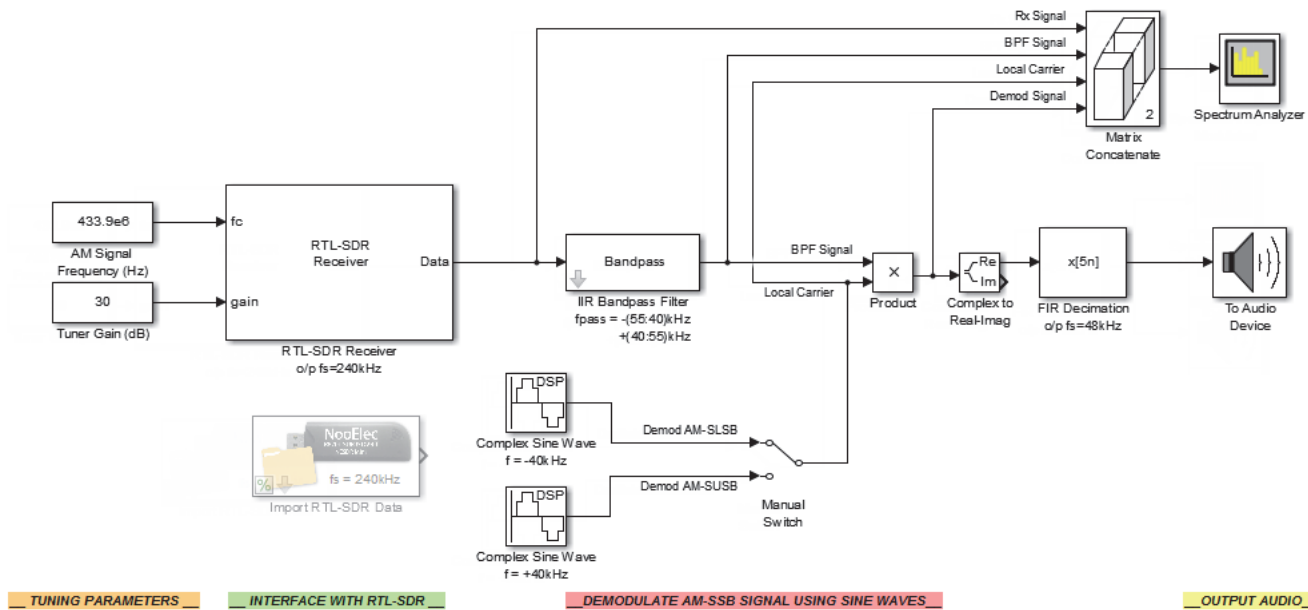 Rx Signal
BPF Signal
Local Carrier
Demod Signal
2
Matrix
Concatenate
Spectrum Analyzer
433.9e6
AM Signal
Frequency (Hz)
30
Tuner Gain (dB)
fc
gain
RTL-SDR
Receiver
Data
RTL-SDR Receiver
o/p fs=240kHz
Bandpass
IIR Bandpass Filter
fpass = -(55:40)kHz
+(40:55)kHz
BPF Signal
Local Carrier
×
Product
Re
Im
Complex to
Real-Imag
x[5n]
FIR Decimation
o/p fs=48kHz
To Audio
Device
DSP
Complex Sine Wave
f = -40kHz
Demod AM-SLSB
DSP
Complex Sine Wave
f = +40kHz
Demod AM-SUSB
Manual
Switch
NooElec
%
fs = 240kHz
Import RTL-SDR Data
__ TUNING PARAMETERS __
__ INTERFACE WITH RTL-SDR __
__DEMODULATE AM-SSB SIGNAL USING SINE WAVES__
__OUTPUT AUDIO__